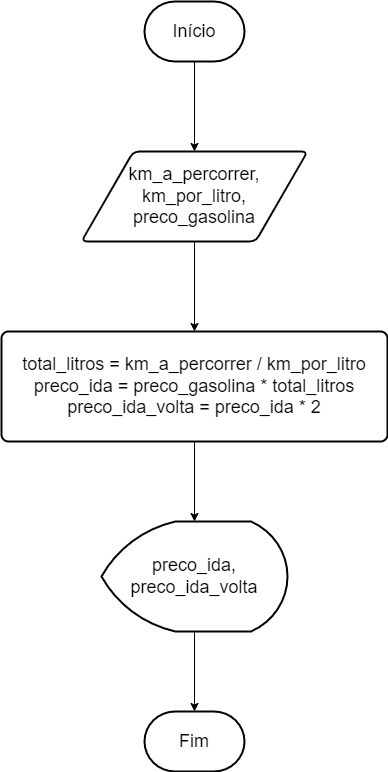 Início
km_a_percorrer,
km_por_litro,
preco_gasolina
total_litros = km_a_percorrer / km_por_litro
preco_ida = preco_gasolina * total_litros
preco_ida_volta = preco_ida * 2
preco_ida,
preco_ida_volta
Fim